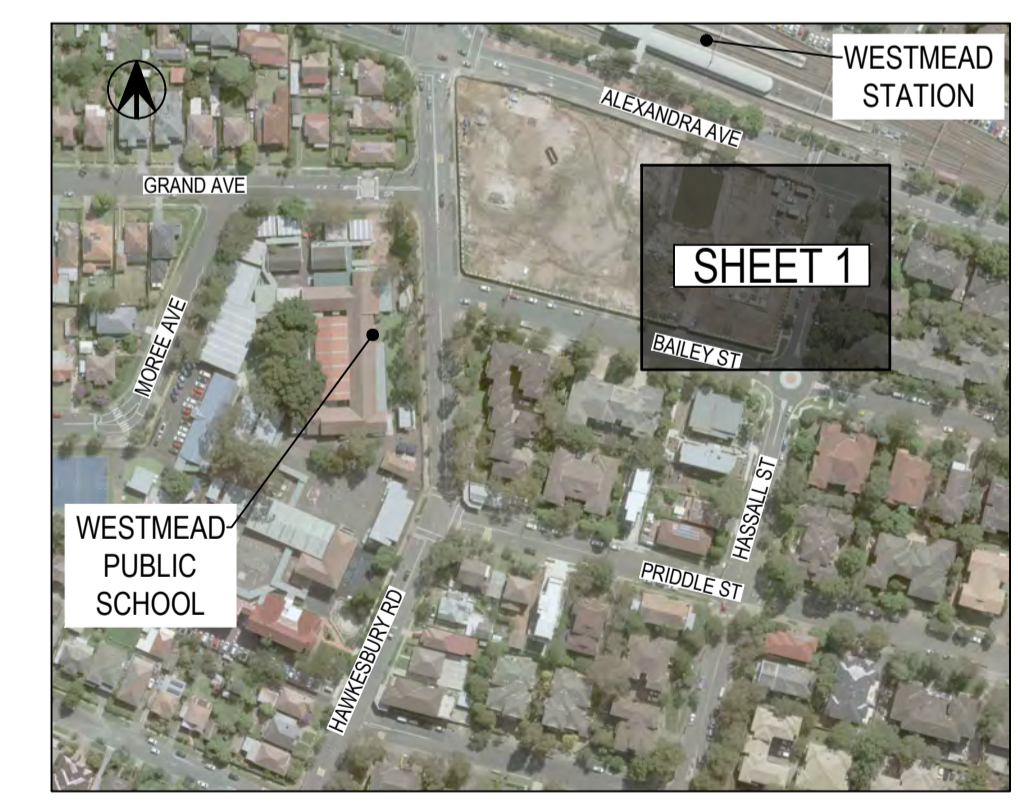 WESTMEAD
STATION
ALEXANDRA AVE
GRAND AVE
SHEET 1
MOREE AVE
BAILEY ST
HASSALL ST
WESTMEAD
PUBLIC
SCHOOL
PRIDDLE ST
HAWKESBURY RD